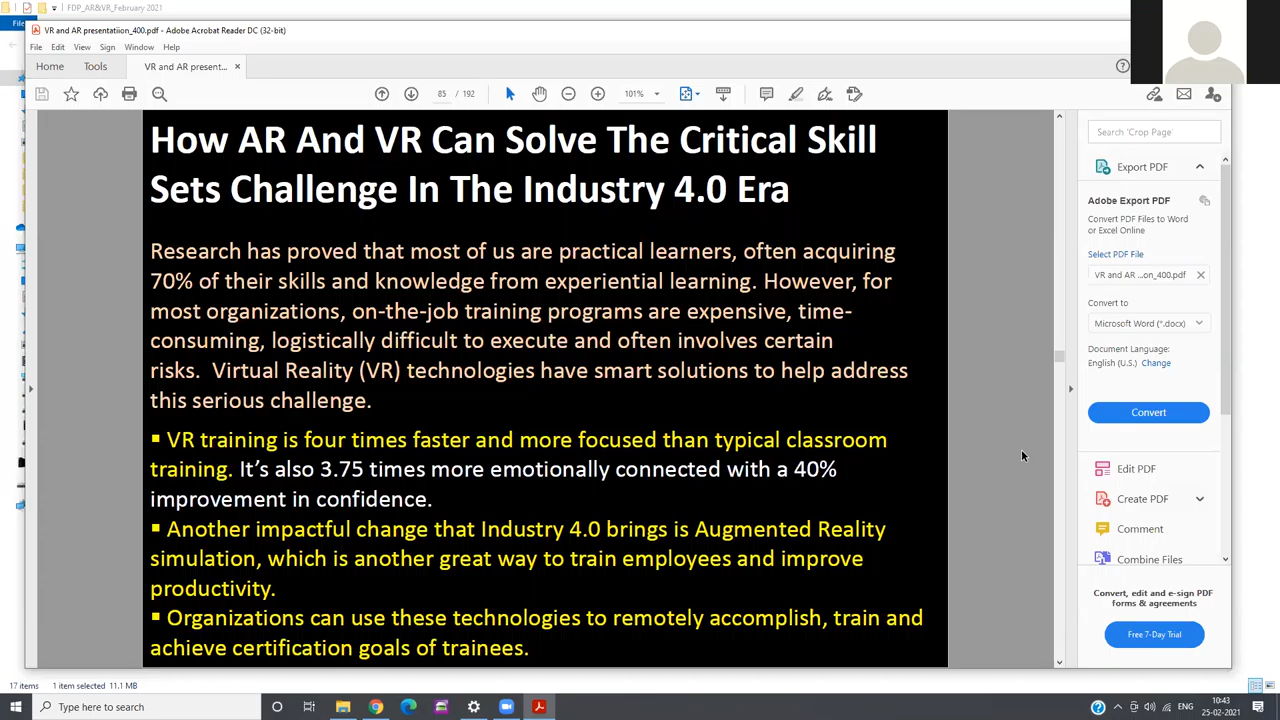 FDP_AR&VR_February 2021
File
VR and AR presentatiion_400.pdf - Adobe Acrobat Reader DC (32-bit)
File Edit View Sign Window Help
Home Tools VR and AR present... ×
85 / 192 101%
How AR And VR Can Solve The Critical Skill
Sets Challenge In The Industry 4.0 Era
Research has proved that most of us are practical learners, often acquiring
70% of their skills and knowledge from experiential learning. However, for
most organizations, on-the-job training programs are expensive, time-
consuming, logistically difficult to execute and often involves certain
risks. Virtual Reality (VR) technologies have smart solutions to help address
this serious challenge.
▪ VR training is four times faster and more focused than typical classroom
training. It's also 3.75 times more emotionally connected with a 40%
improvement in confidence.
▪ Another impactful change that Industry 4.0 brings is Augmented Reality
simulation, which is another great way to train employees and improve
productivity.
▪ Organizations can use these technologies to remotely accomplish, train and
achieve certification goals of trainees.
Search 'Crop Page'
Export PDF
Adobe Export PDF
Convert PDF Files to Word
or Excel Online
Select PDF File
VR and AR ...on_400.pdf ×
Convert to
Microsoft Word (*.docx)
Document Language:
English (U.S.) Change
Convert
Edit PDF
Create PDF
Comment
Combine Files
Convert, edit and e-sign PDF
forms & agreements
Free 7-Day Trial
17 items 1 item selected 11.1 MB
Type here to search
ENG
10:43
25-02-2021